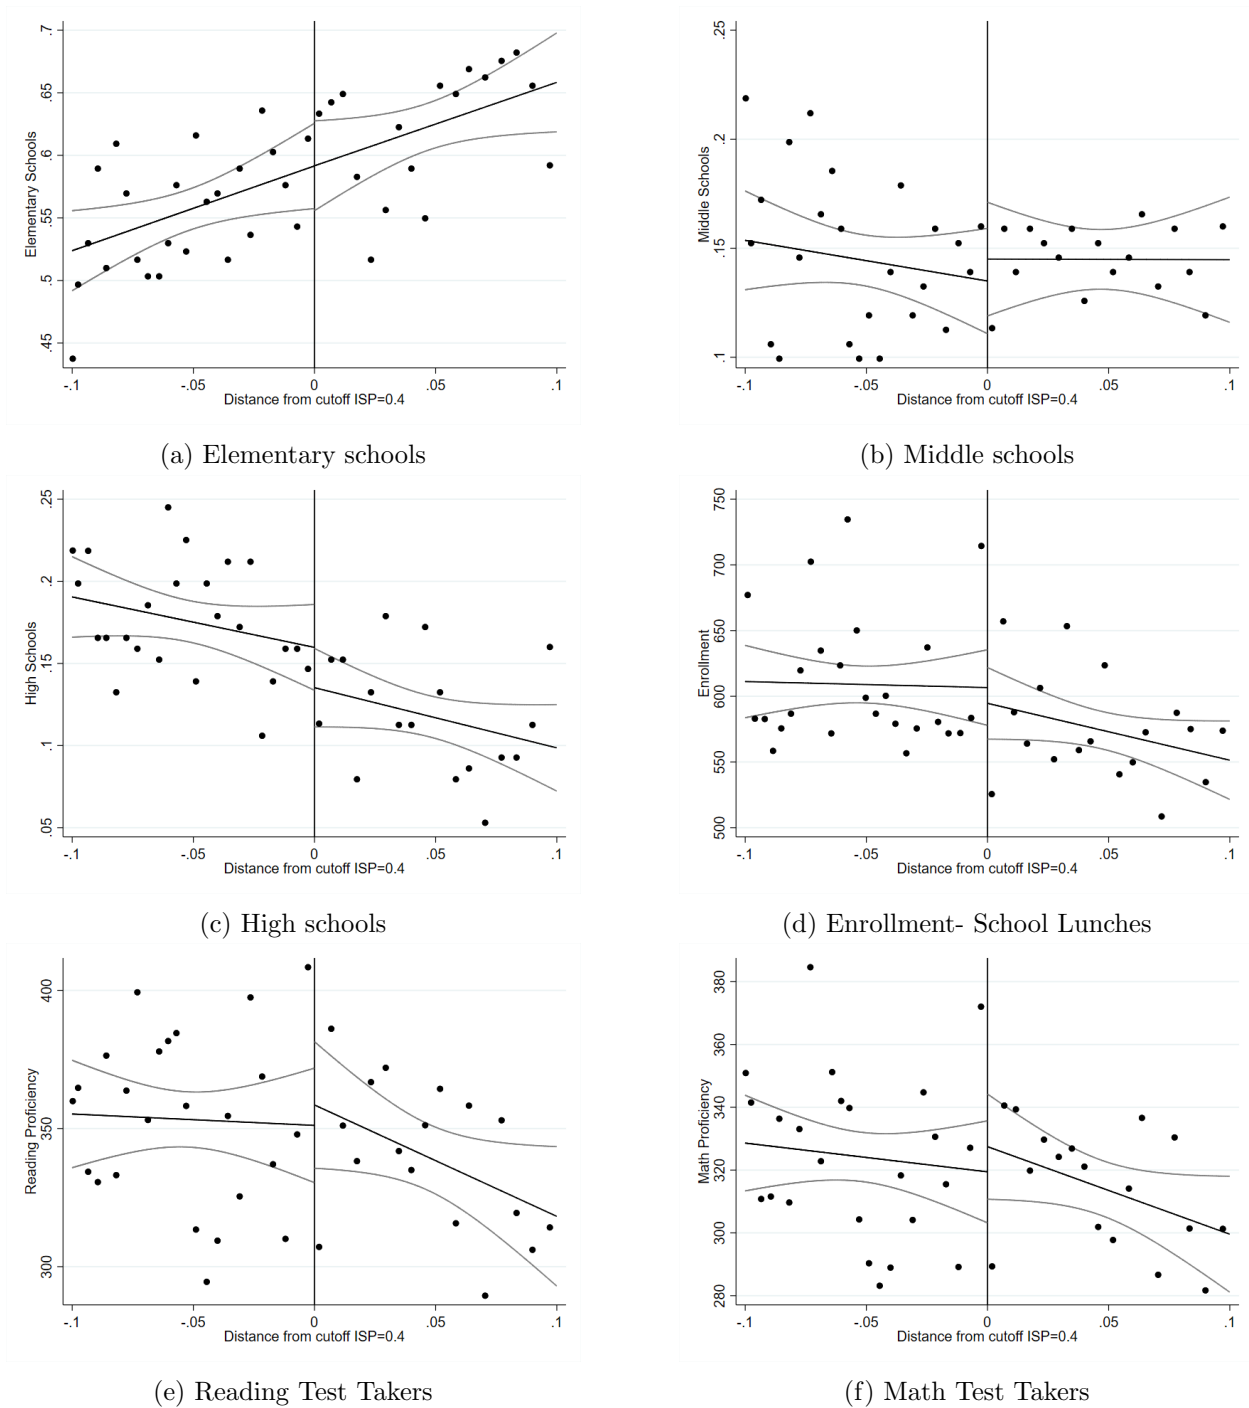 Elementary Schools
.7
.65
.6
.55
.5
.45
-.1 -.05 0 .05 .1
Distance from cutoff ISP=0.4
(a) Elementary schools
Middle Schools
.25
.2
.15
.1
-.1 -.05 0 .05 .1
Distance from cutoff ISP=0.4
(b) Middle schools
High Schools
.25
.2
.15
.1
.05
-.1 -.05 0 .05 .1
Distance from cutoff ISP=0.4
(c) High schools
Enrollment
750
700
650
600
550
500
-.1 -.05 0 .05 .1
Distance from cutoff ISP=0.4
(d) Enrollment- School Lunches
Reading Proficiency
400
350
300
-.1 -.05 0 .05 .1
Distance from cutoff ISP=0.4
(e) Reading Test Takers
Math Proficiency
380
360
340
320
300
280
-.1 -.05 0 .05 .1
Distance from cutoff ISP=0.4
(f) Math Test Takers